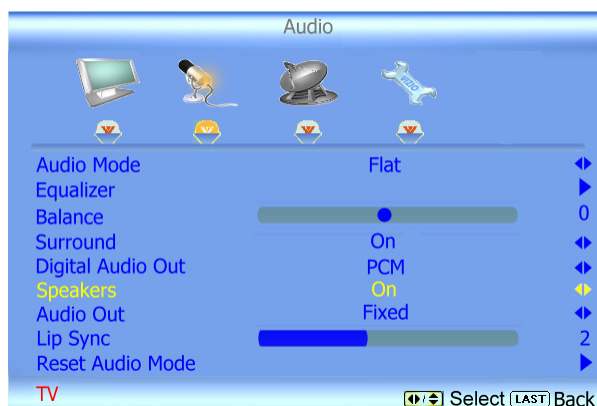 Audio
VIZIO
Audio Mode Flat
Equalizer
Balance 0
Surround On
Digital Audio Out PCM
Speakers On
Audio Out Fixed
Lip Sync 2
Reset Audio Mode
TV Select LAST Back